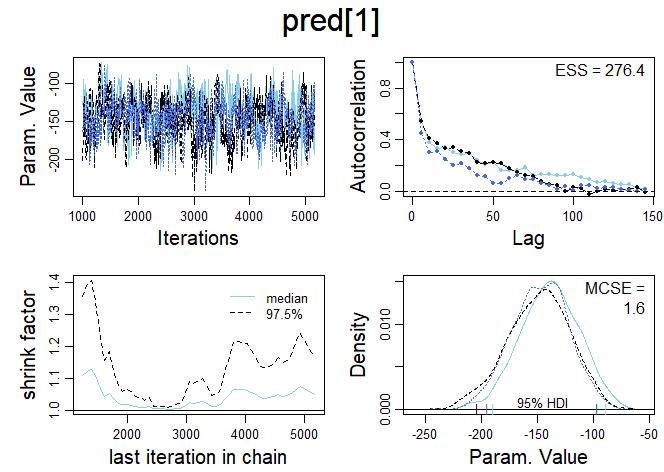 pred[1]
Param. Value
-200 -150 -100
1000 2000 3000 4000 5000
Iterations
Autocorrelation
0.0 0.4 0.8
ESS = 276.4
0 50 100 150
Lag
shrink factor
1.0 1.1 1.2 1.3 1.4
median
97.5%
2000 3000 4000 5000
last iteration in chain
Density
0.000 0.010
MCSE =
1.6
95% HDI
-250 -200 -150 -100 -50
Param. Value